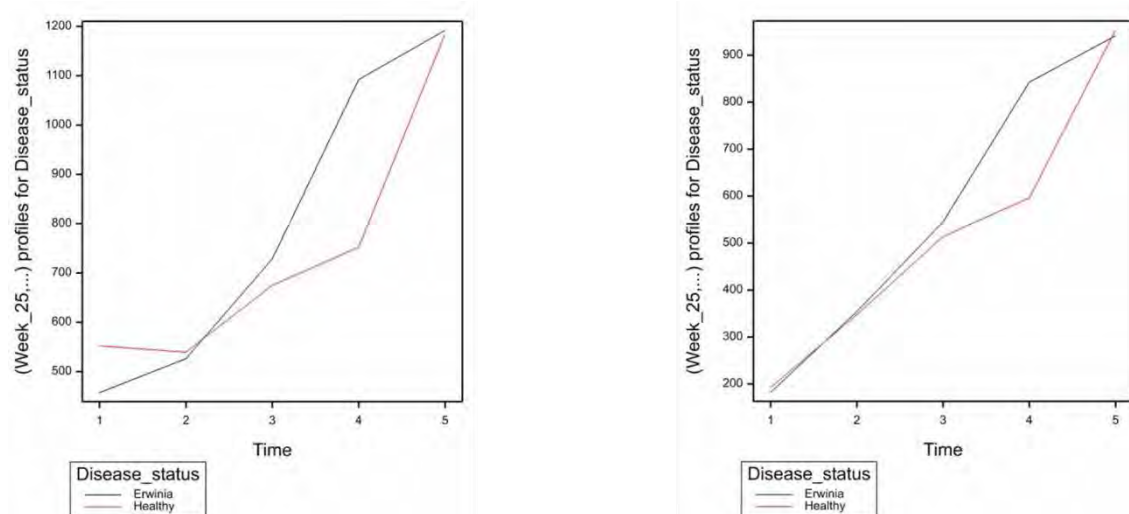 (Week_25,...) profiles for Disease_status
1200
1100
1000
900
800
700
600
500
1 2 3 4 5
Time
Disease_status
Erwinia
Healthy
(Week_25,...) profiles for Disease_status
900
800
700
600
500
400
300
200
1 2 3 4 5
Time
Disease_status
Erwinia
Healthy